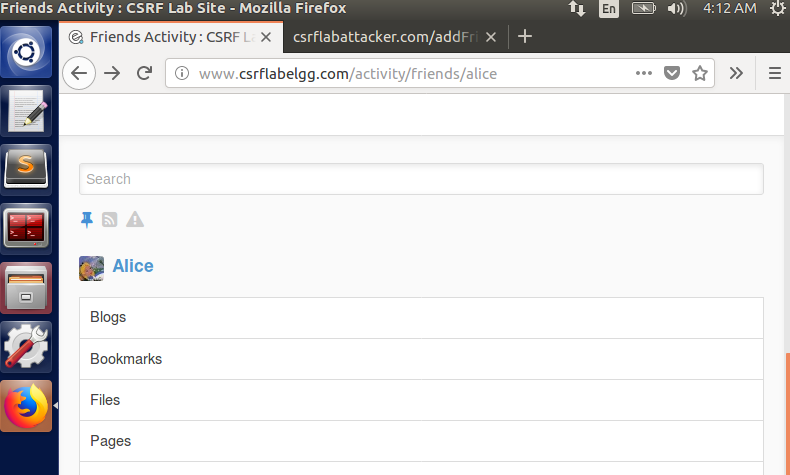 Friends Activity : CSRF Lab Site - Mozilla Firefox
En
4:12 AM
Friends Activity : CSRF La
csrflabattacker.com/addFri
www.csrflabelgg.com/activity/friends/alice
Search
Alice
Blogs
Bookmarks
Files
Pages